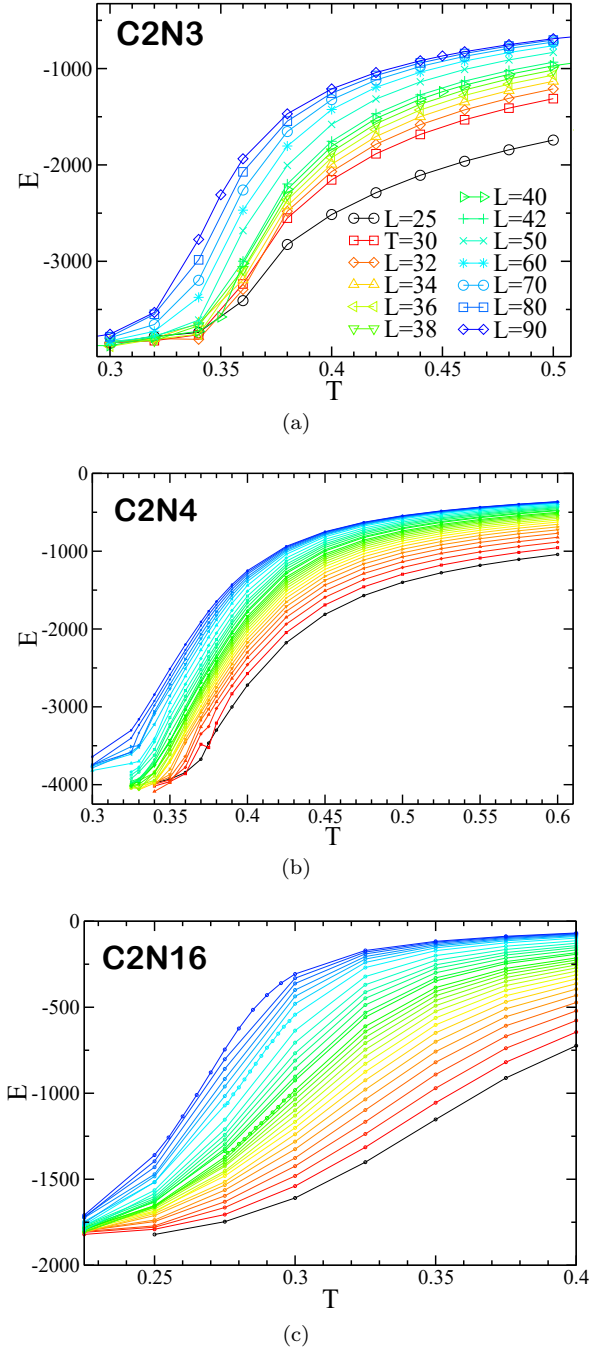 C2N3
-1000
-2000
-3000
E
L=25
T=30
L=32
L=34
L=36
L=38
L=40
L=42
L=50
L=60
L=70
L=80
L=90
0.3 0.35 0.4 0.45 0.5
T
(a)
C2N4
0
-1000
-2000
-3000
-4000
E
0.3 0.35 0.4 0.45 0.5 0.55 0.6
T
(b)
C2N16
0
-500
-1000
-1500
-2000
E
0.25 0.3 0.35 0.4
T
(c)